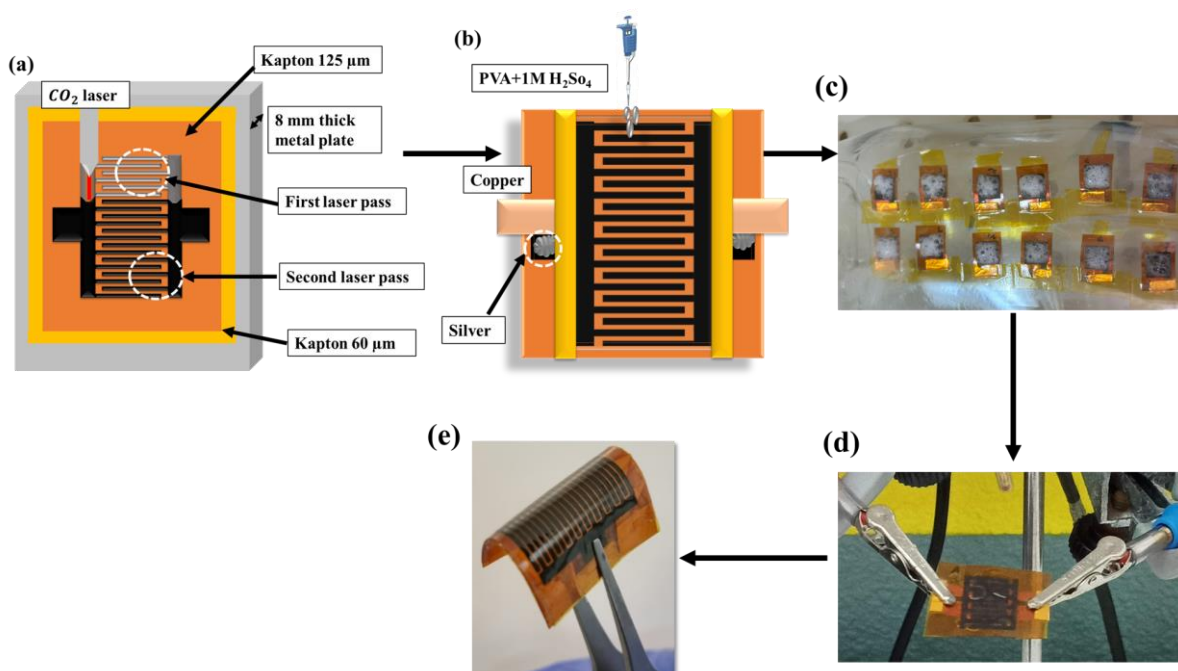 (a)
Kapton 125 μm
𝐶𝑂₂ laser
8 mm thick
metal plate
First laser pass
Second laser pass
Kapton 60 μm
(b)
PVA+1M H₂So₄
Copper
Silver
(c)
(d)
(e)